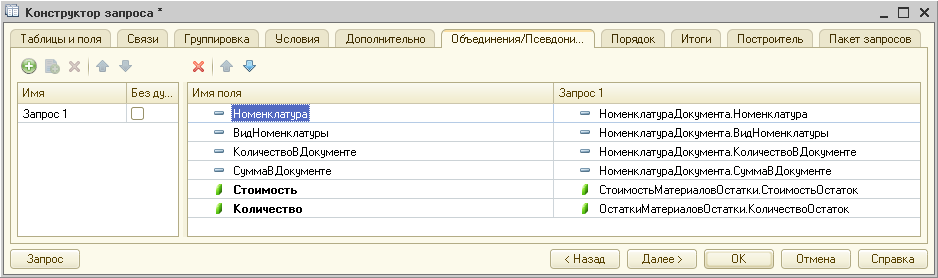 Конструктор запроса *
Таблицы и поля Связи Группировка Условия Дополнительно Объединения/Псевдони... Порядок Итоги Построитель Пакет запросов
Имя Без ду... Имя поля Запрос 1
Запрос 1 Номенклатура НоменклатураДокумента.Номенклатура
ВидНоменклатуры НоменклатураДокумента.ВидНоменклатуры
КоличествоВДокументе НоменклатураДокумента.КоличествоВДокументе
СуммаВДокументе НоменклатураДокумента.СуммаВДокументе
Стоимость СтоимостьМатериаловОстатки.СтоимостьОстаток
Количество ОстаткиМатериаловОстатки.КоличествоОстаток
Запрос < Назад Далее > OK Отмена Справка